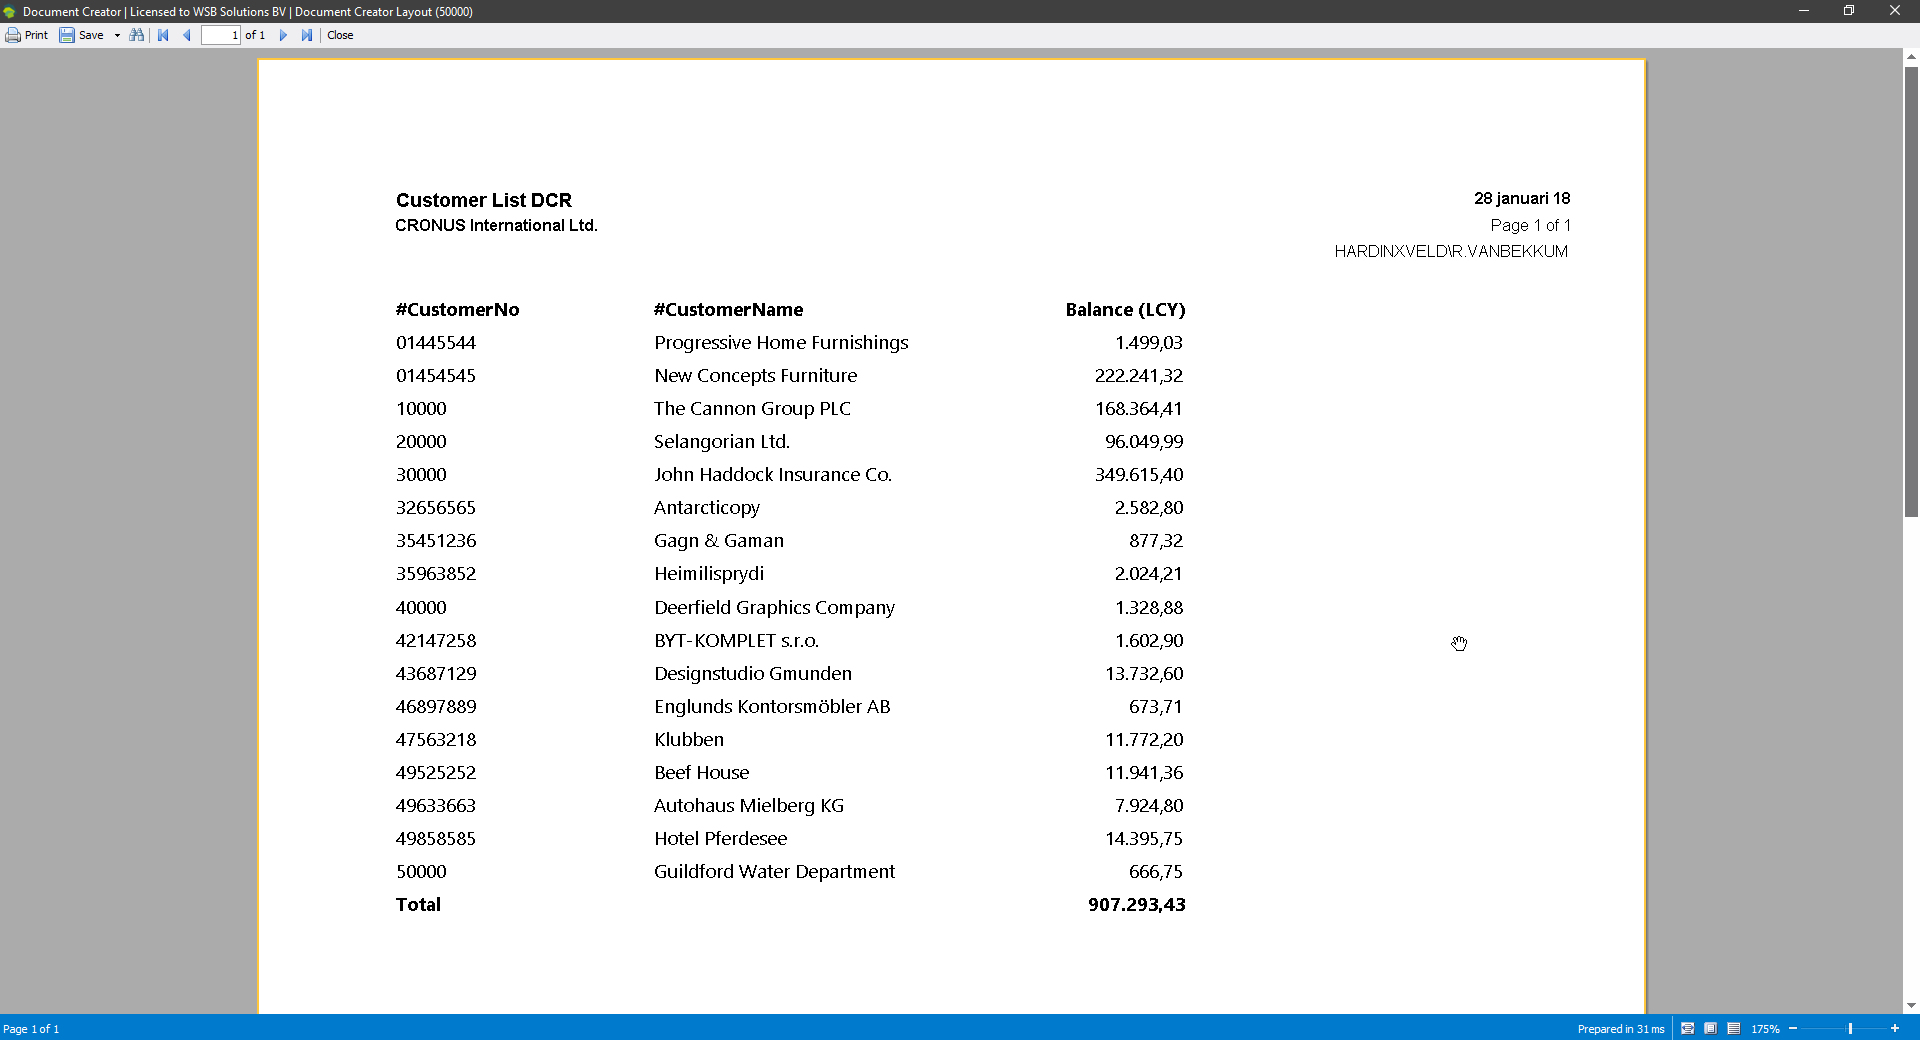 Document Creator | Licensed to WSB Solutions BV | Document Creator Layout (50000)
Print Save 1 of 1 Close
Customer List DCR 28 januari 18
CRONUS International Ltd. Page 1 of 1
HARDINXVELD\R.VANBEKKUM
#CustomerNo #CustomerName Balance (LCY)
01445544 Progressive Home Furnishings 1.499,03
01454545 New Concepts Furniture 222.241,32
10000 The Cannon Group PLC 168.364,41
20000 Selangorian Ltd. 96.049,99
30000 John Haddock Insurance Co. 349.615,40
32656565 Antarcticopy 2.582,80
35451236 Gagn & Gaman 877,32
35963852 Heimilisprydi 2.024,21
40000 Deerfield Graphics Company 1.328,88
42147258 BYT-KOMPLET s.r.o. 1.602,90
43687129 Designstudio Gmunden 13.732,60
46897889 Englunds Kontorsmöbler AB 673,71
47563218 Klubben 11.772,20
49525252 Beef House 11.941,36
49633663 Autohaus Mielberg KG 7.924,80
49858585 Hotel Pferdesee 14.395,75
50000 Guildford Water Department 666,75
Total 907.293,43
Page 1 of 1 Prepared in 31 ms 175%